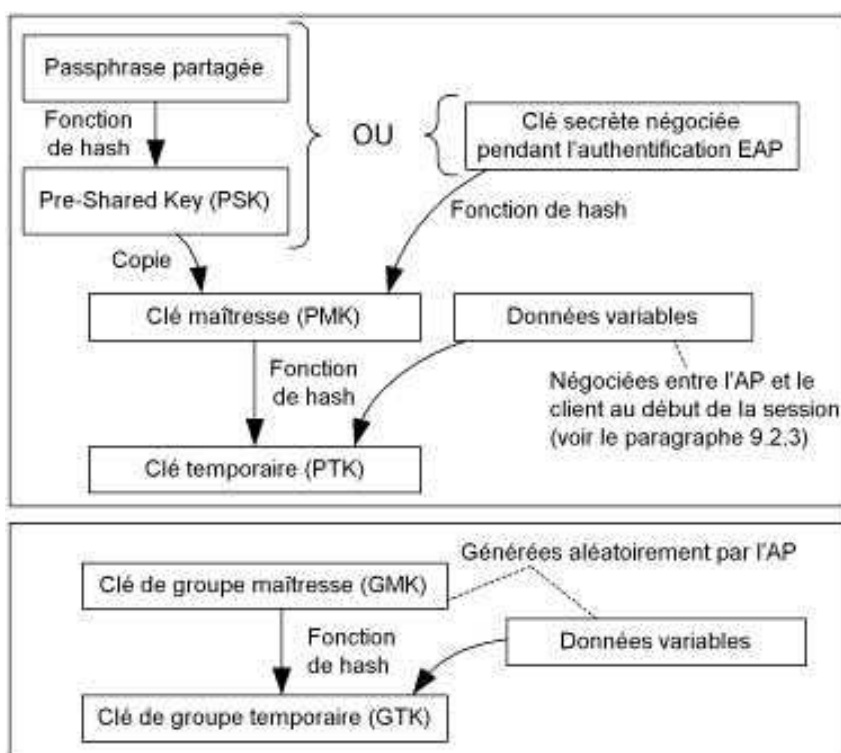 Passphrase partagée
Fonction
de hash
OU
Clé secrète négociée
pendant l'authentification EAP
Pre-Shared Key (PSK)
Fonction de hash
Copie
Clé maîtresse (PMK)
Données variables
Fonction
de hash
Négociées entre l'AP et le
client au début de la session
(voir le paragraphe 9.2.3)
Clé temporaire (PTK)
Générées aléatoirement par l'AP
Clé de groupe maîtresse (GMK)
Fonction
de hash
Données variables
Clé de groupe temporaire (GTK)